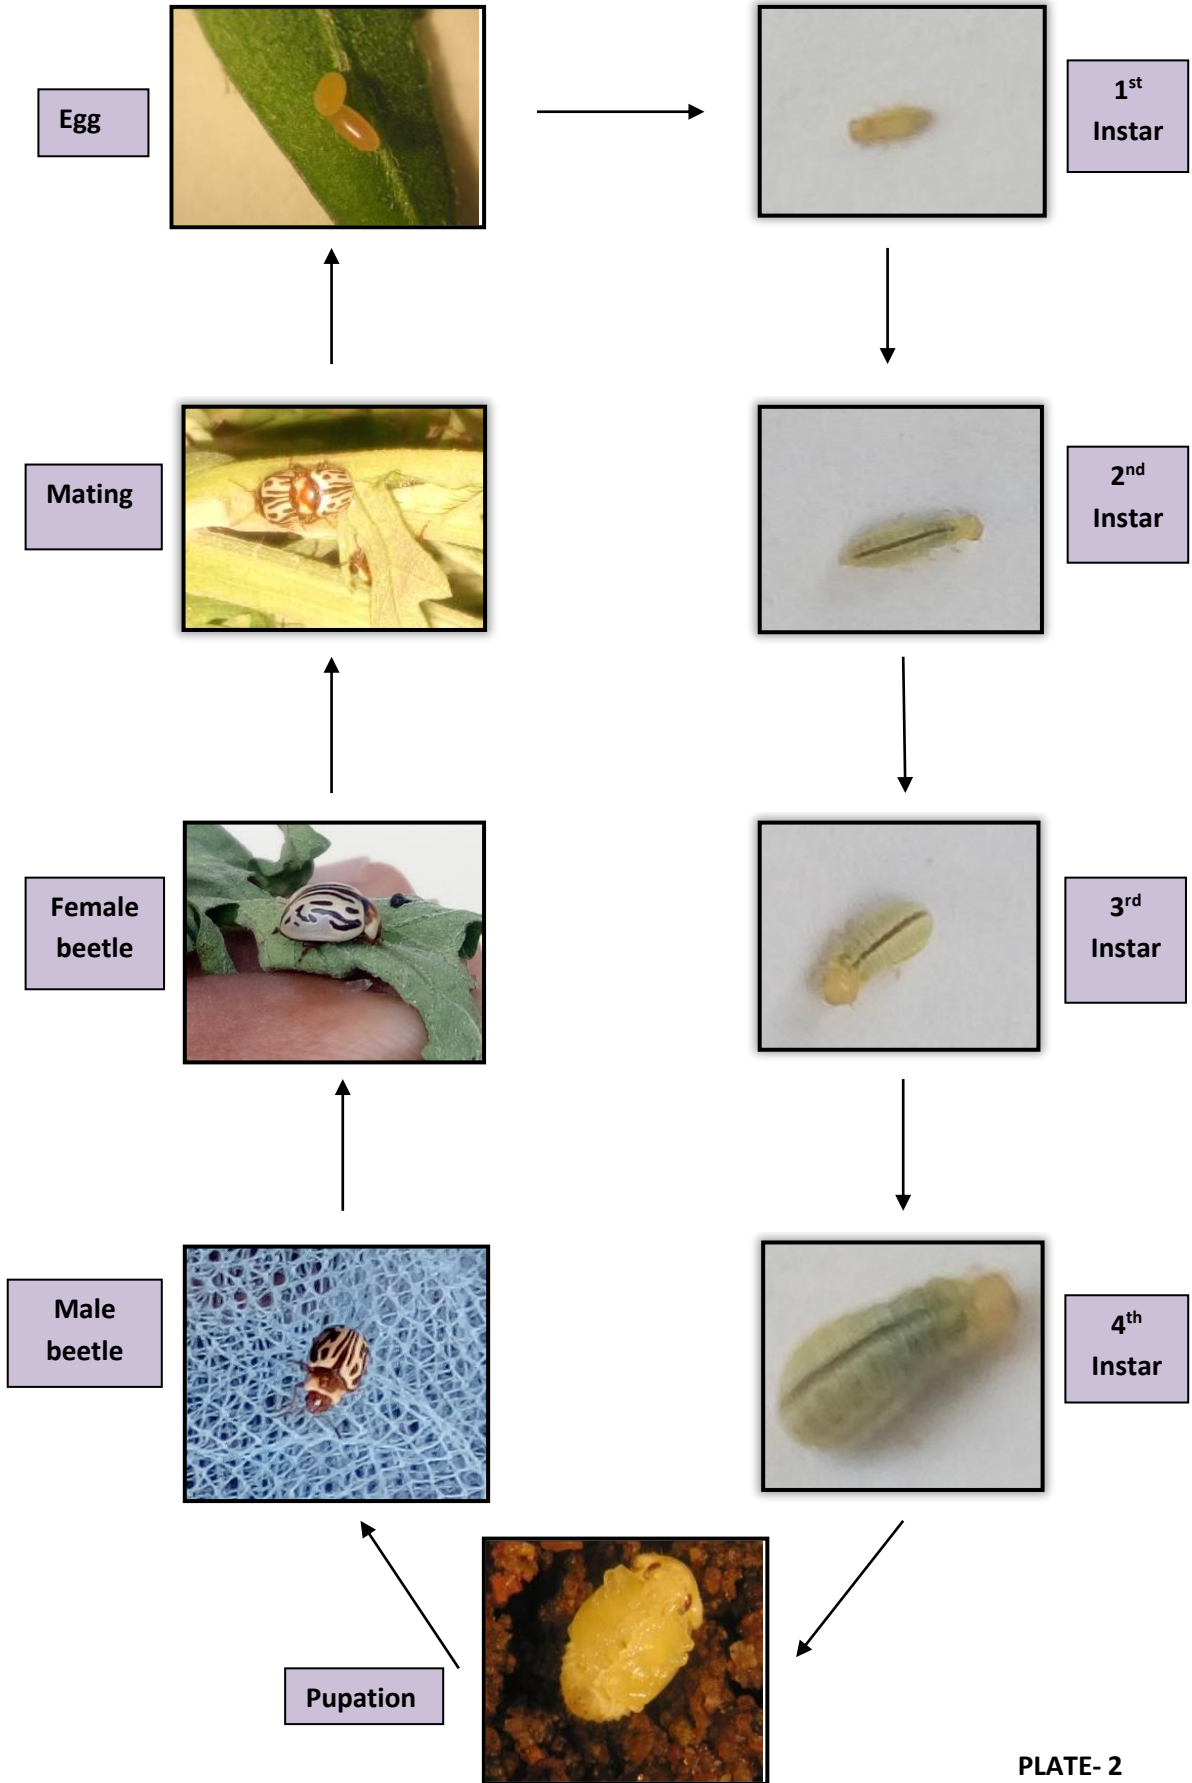 Egg
1st
Instar
Mating
2nd
Instar
Female
beetle
3rd
Instar
Male
beetle
4th
Instar
Pupation
PLATE- 2